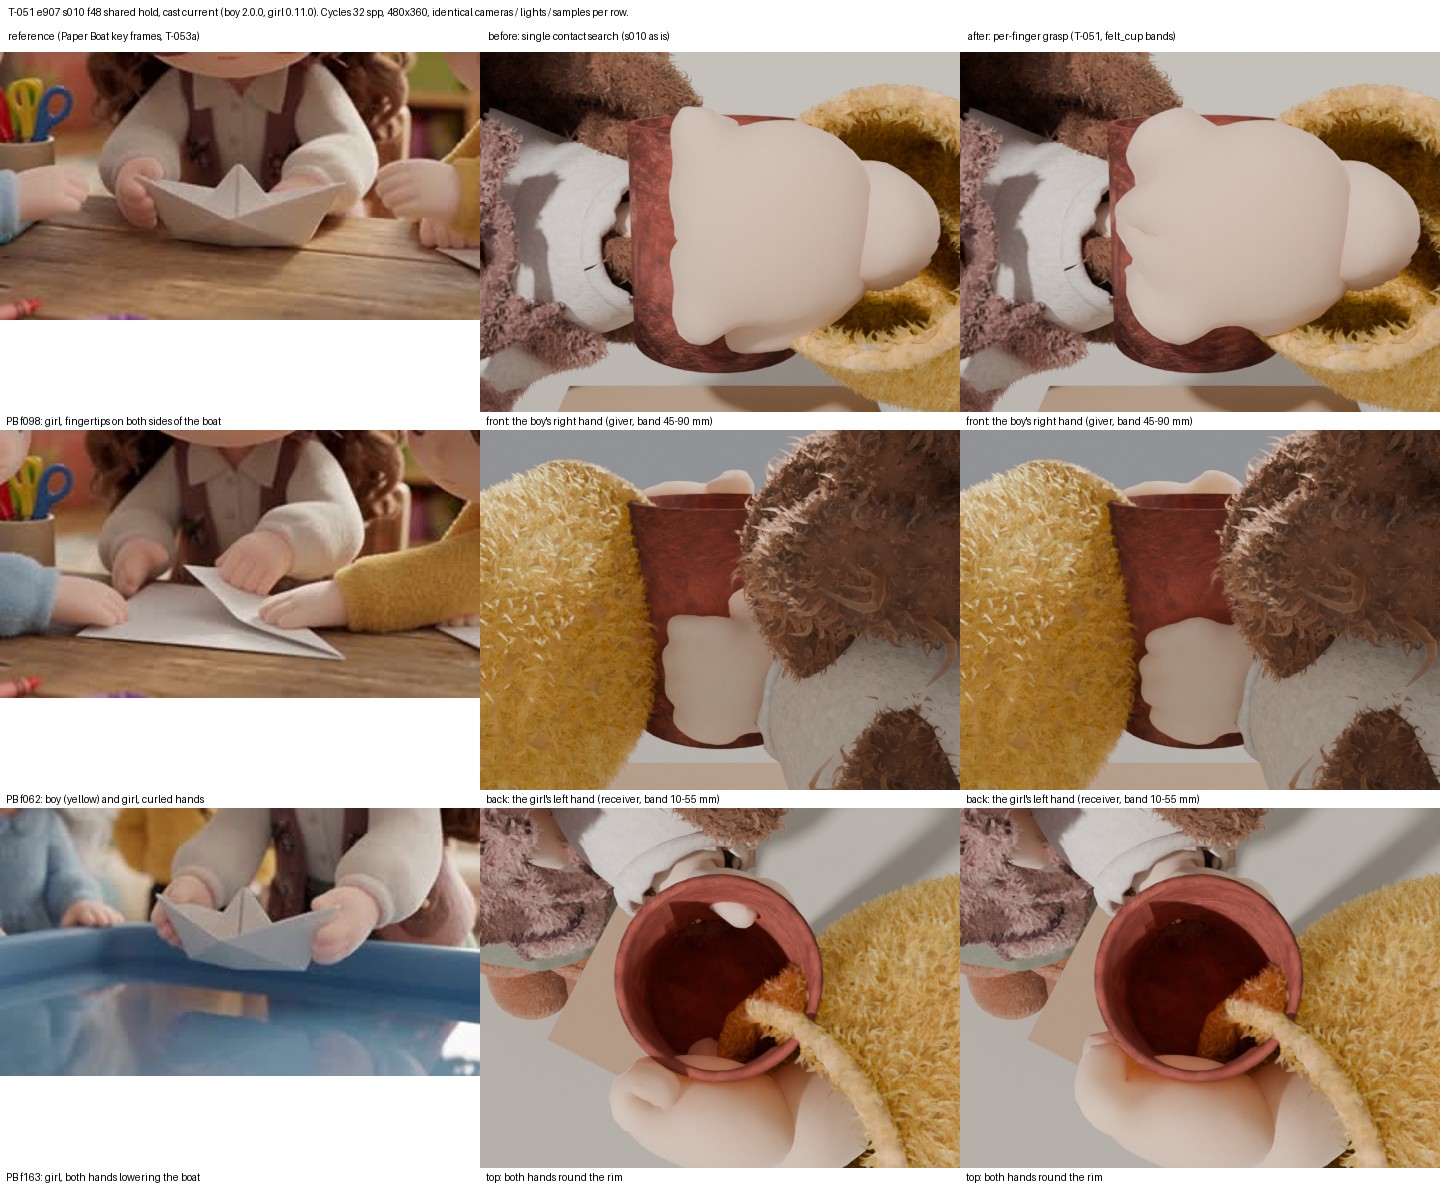 T-051 e907 s010 f48 shared hold, cast current (boy 2.0.0, girl 0.11.0). Cycles 32 spp, 480x360, identical cameras / lights / samples per row.
reference (Paper Boat key frames, T-053a)
before: single contact search (s010 as is)
after: per-finger grasp (T-051, felt_cup bands)
PB f098: girl, fingertips on both sides of the boat
front: the boy's right hand (giver, band 45-90 mm)
front: the boy's right hand (giver, band 45-90 mm)
PB f062: boy (yellow) and girl, curled hands
back: the girl's left hand (receiver, band 10-55 mm)
back: the girl's left hand (receiver, band 10-55 mm)
PB f163: girl, both hands lowering the boat
top: both hands round the rim
top: both hands round the rim